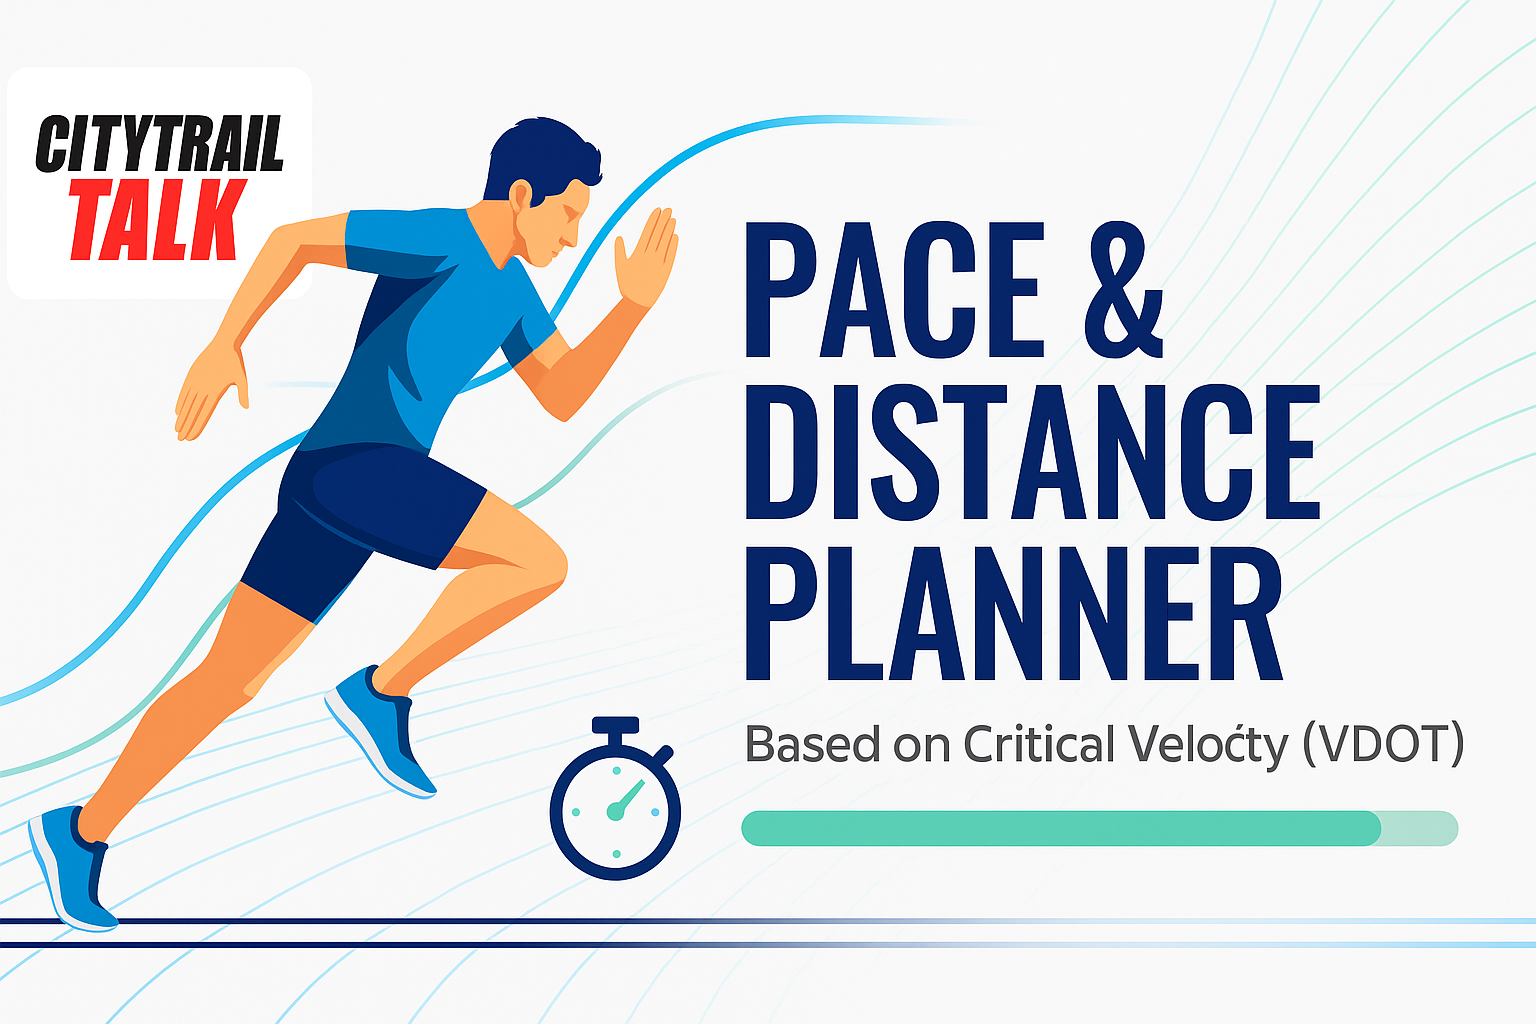 CITYTRAIL
TALK
PACE &
DISTANCE
PLANNER
Based on Critical Veloćty (VDOT)